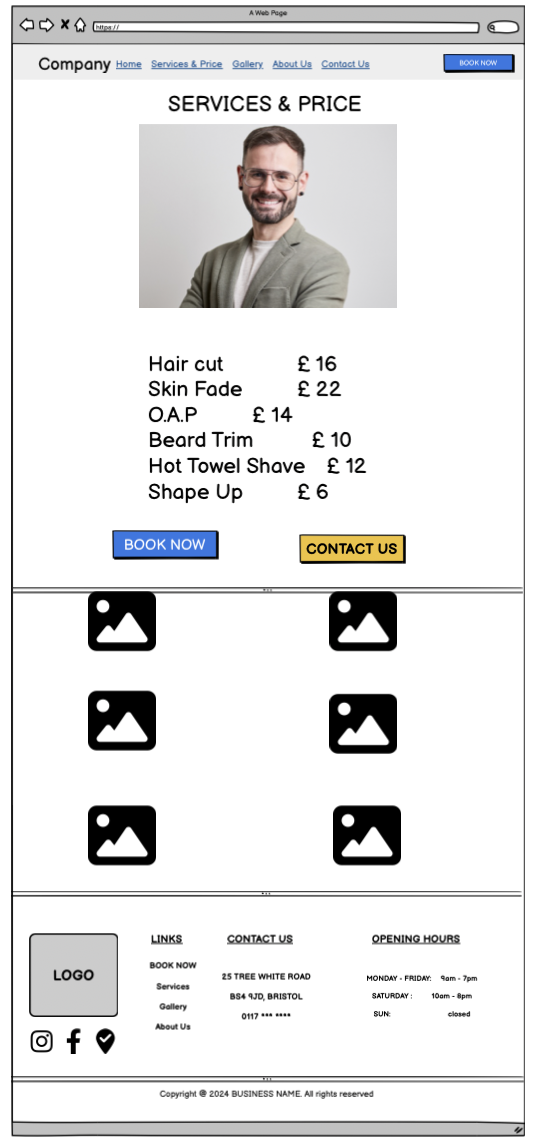 A Web Page
https://
Company Home Services & Price Gallery About Us Contact Us BOOK NOW
SERVICES & PRICE
Hair cut £ 16
Skin Fade £ 22
O.A.P £ 14
Beard Trim £ 10
Hot Towel Shave £ 12
Shape Up £ 6
BOOK NOW CONTACT US
LOGO
LINKS
BOOK NOW
Services
Gallery
About Us
CONTACT US
25 TREE WHITE ROAD
BS4 9JD, BRISTOL
0117 *** ****
OPENING HOURS
MONDAY - FRIDAY: 9am - 7pm
SATURDAY : 10am - 8pm
SUN: closed
Copyright @ 2024 BUSINESS NAME. All rights reserved